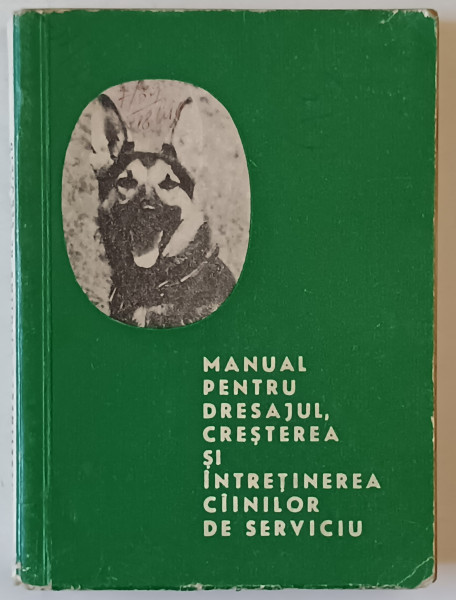 MANUAL
PENTRU
DRESAJUL,
CREȘTEREA
ȘI
ÎNTREȚINEREA
CÎINILOR
DE SERVICIU